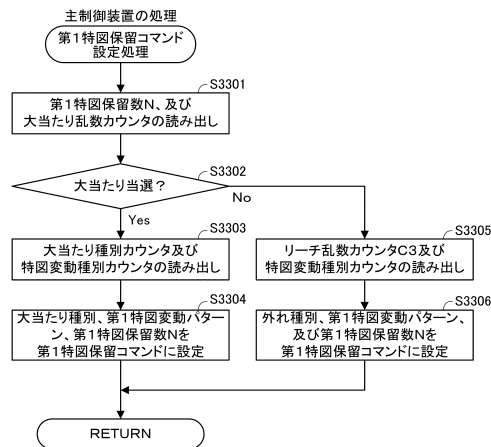 主制御装置の処理
第1特図保留コマンド
設定処理
S3301
第1特図保留数N、及び
大当たり乱数カウンタの読み出し
S3302
大当たり当選?
No
Yes
S3303
大当たり種別カウンタ及び
特図変動種別カウンタの読み出し
S3305
リーチ乱数カウンタC3及び
特図変動種別カウンタの読み出し
S3304
大当たり種別、第1特図変動パター
ン、第1特図保留数Nを
第1特図保留コマンドに設定
S3306
外れ種別、第1特図変動パターン、
及び第1特図保留数Nを
第1特図保留コマンドに設定
RETURN